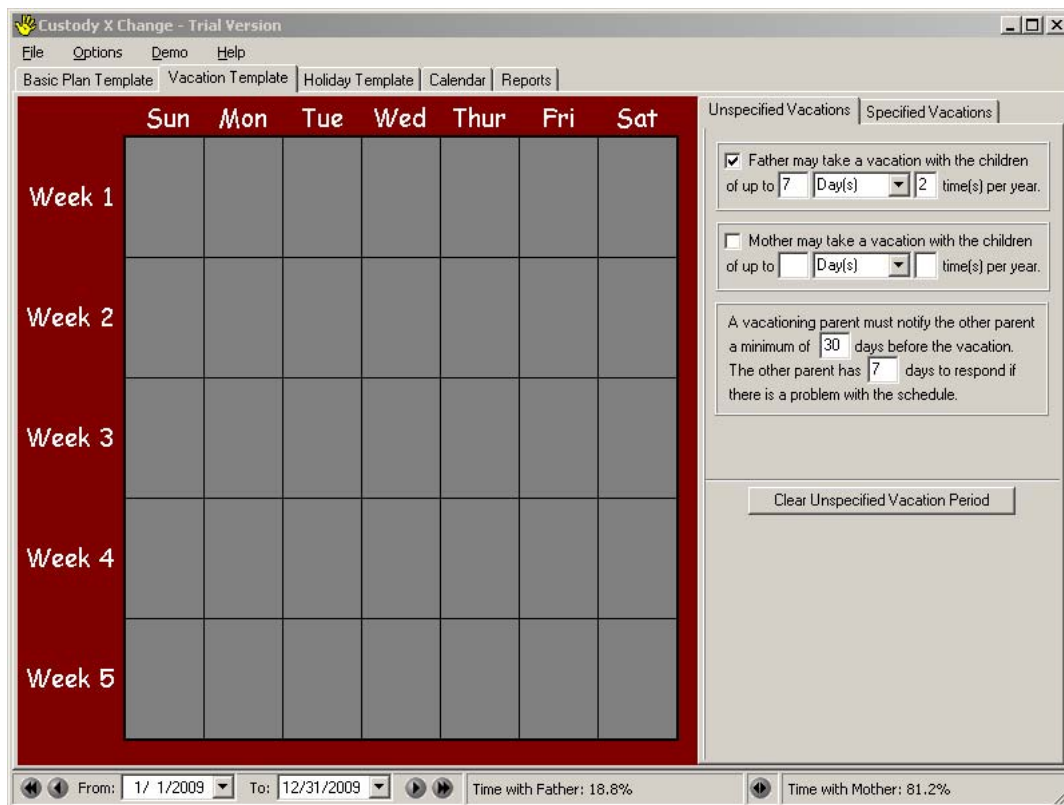 Custody X Change - Trial Version
File Options Demo Help
Basic Plan Template Vacation Template Holiday Template Calendar Reports
Sun Mon Tue Wed Thur Fri Sat
Week 1
Week 2
Week 3
Week 4
Week 5
Unspecified Vacations Specified Vacations
Father may take a vacation with the children
of up to 7 Day(s) 2 time(s) per year.
Mother may take a vacation with the children
of up to Day(s) time(s) per year.
A vacationing parent must notify the other parent
a minimum of 30 days before the vacation.
The other parent has 7 days to respond if
there is a problem with the schedule.
Clear Unspecified Vacation Period
From: 1/ 1/2009 To: 12/31/2009 Time with Father: 18.8% Time with Mother: 81.2%